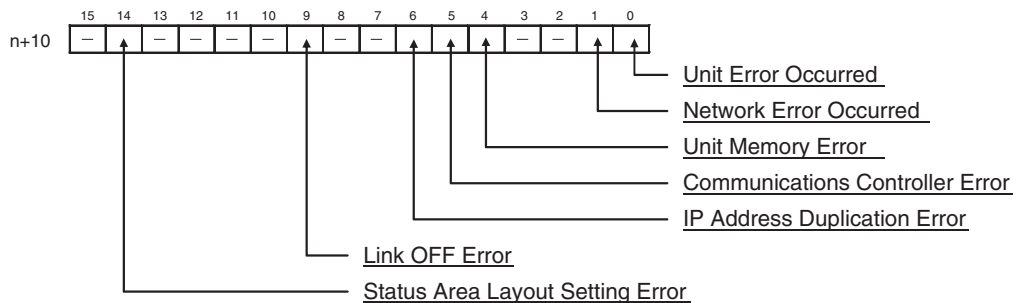 15 14 13 12 11 10 9 8 7 6 5 4 3 2 1 0
n+10 – – – – – – – – –
Unit Error Occurred
Network Error Occurred
Unit Memory Error
Communications Controller Error
IP Address Duplication Error
Link OFF Error
Status Area Layout Setting Error